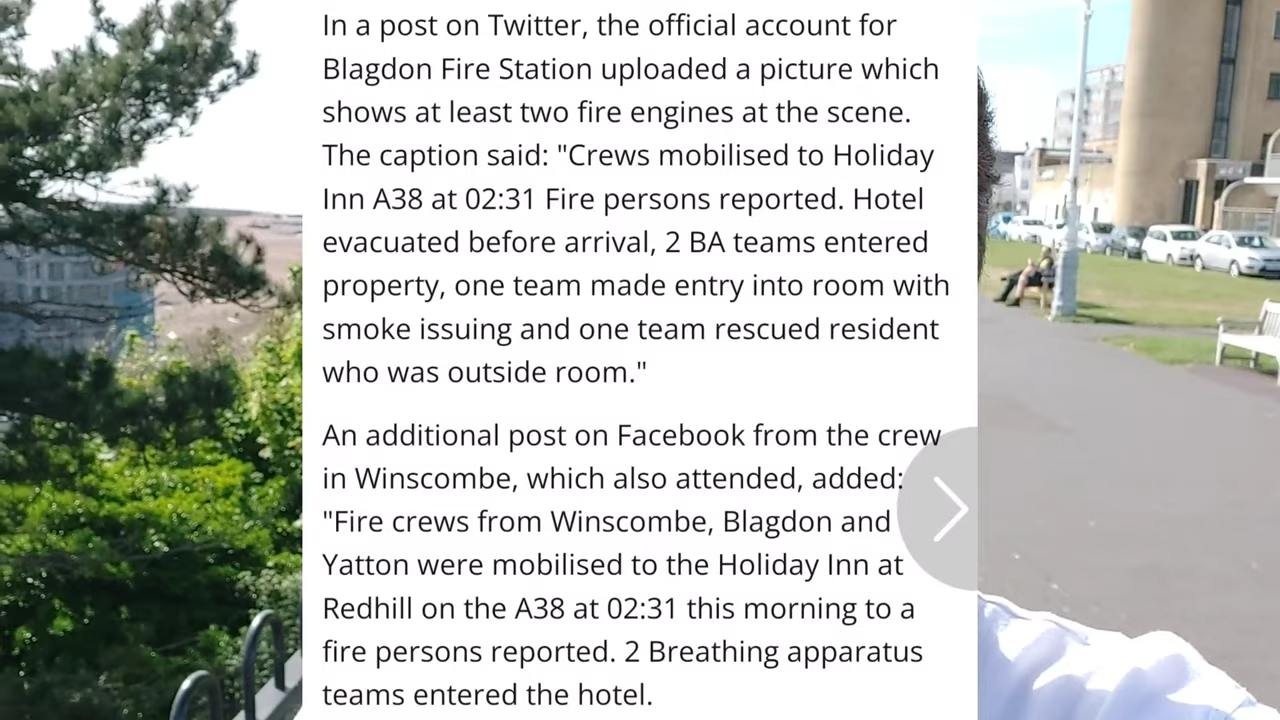 In a post on Twitter, the official account for
Blagdon Fire Station uploaded a picture which
shows at least two fire engines at the scene.
The caption said: "Crews mobilised to Holiday
Inn A38 at 02:31 Fire persons reported. Hotel
evacuated before arrival, 2 BA teams entered
property, one team made entry into room with
smoke issuing and one team rescued resident
who was outside room."
An additional post on Facebook from the crew
in Winscombe, which also attended, added:
"Fire crews from Winscombe, Blagdon and
Yatton were mobilised to the Holiday Inn at
Redhill on the A38 at 02:31 this morning to a
fire persons reported. 2 Breathing apparatus
teams entered the hotel.